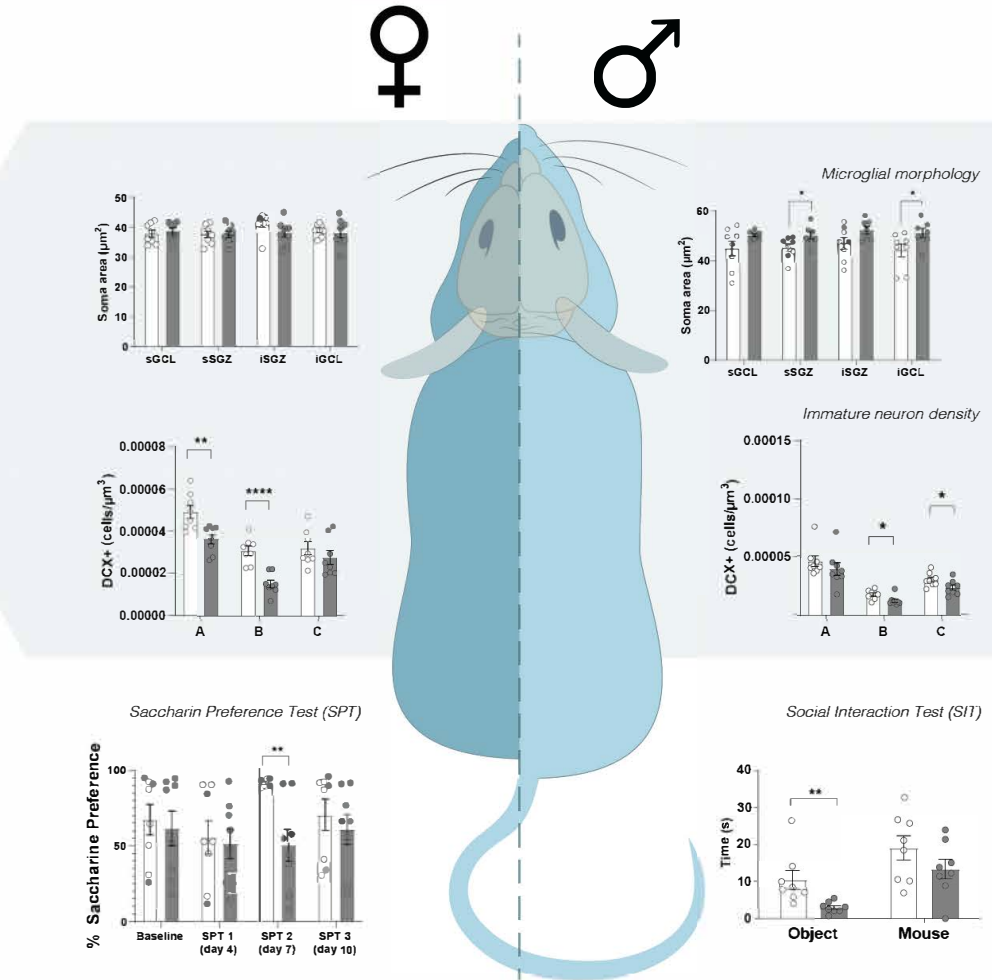 ♀
♂
Soma area (µm²)
50
40
30
20
10
0
sGCL sSGZ iSGZ iGCL
Microglial morphology
Soma area (µm²)
60
40
20
0
* *
sGCL sSGZ iSGZ iGCL
DCX+ (cells/µm³)
0.00008
0.00006
0.00004
0.00002
0.00000
** ****
A B C
Immature neuron density
DCX+ (cells/µm³)
0.00015
0.00010
0.00005
* *
A B C
Saccharin Preference Test (SPT)
% Saccharine Preference
100
50
0
**
Baseline SPT 1 SPT 2 SPT 3
(day 4) (day 7) (day 10)
Social Interaction Test (SIT)
Time (s)
40
30
20
10
0
**
Object Mouse